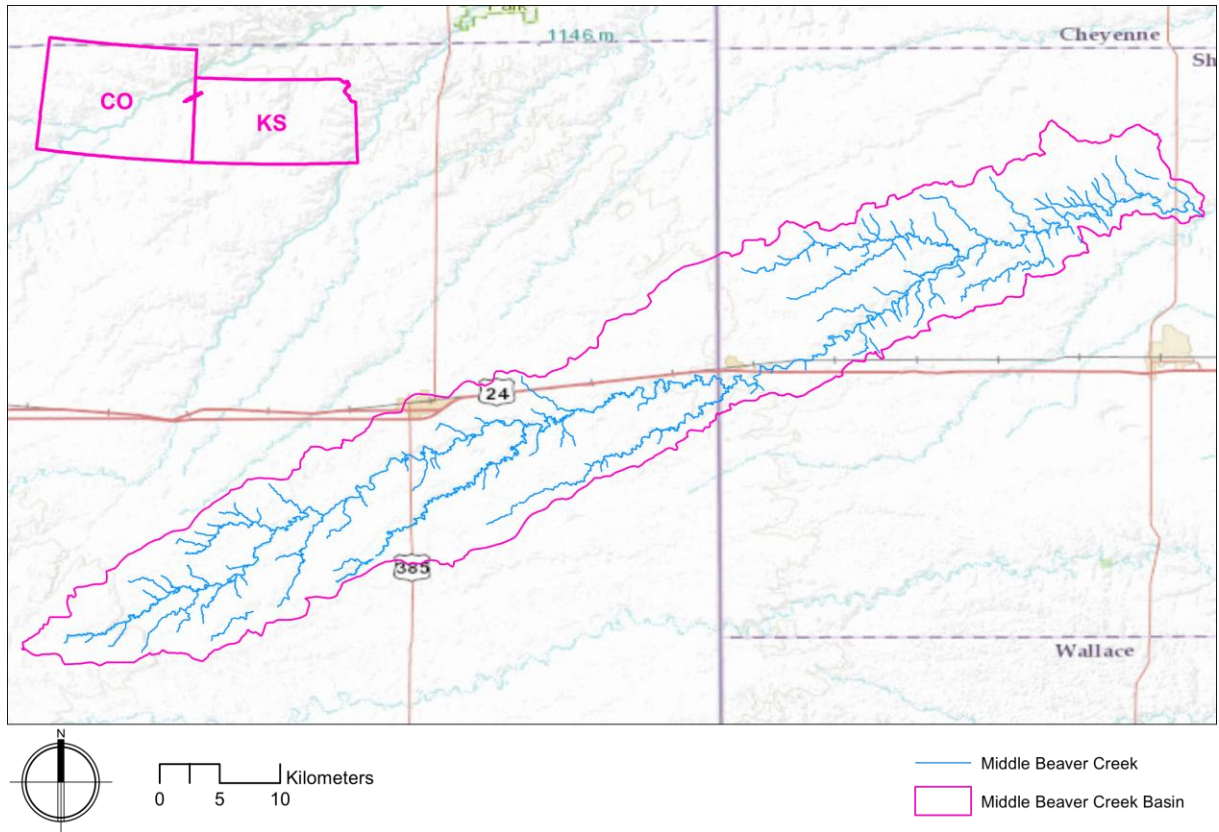 Park
1146 m
Cheyenne
Sh
CO
KS
24
385
Wallace
N
Kilometers
0 5 10
Middle Beaver Creek
Middle Beaver Creek Basin